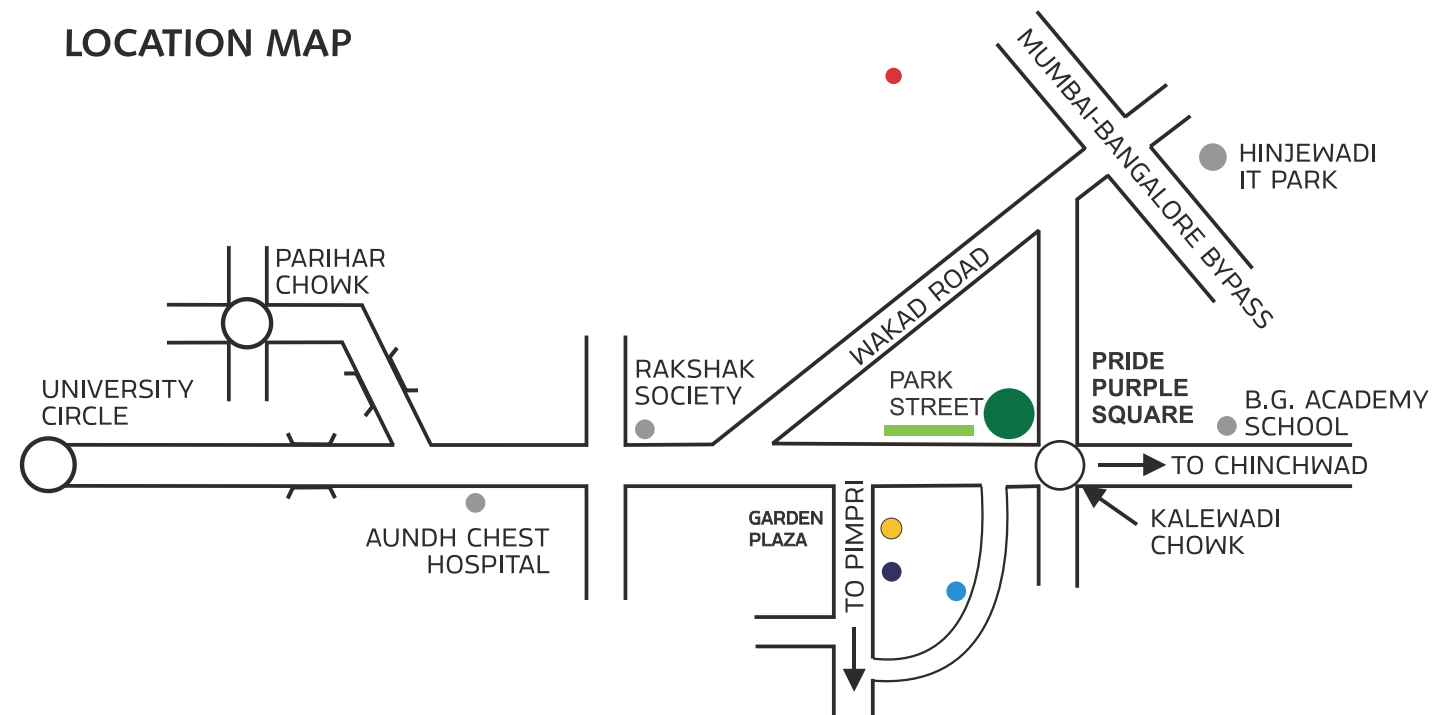 LOCATION MAP
MUMBAI-BANGALORE BYPASS
HINJEWADI
IT PARK
PARIHAR
CHOWK
WAKAD ROAD
UNIVERSITY
CIRCLE
RAKSHAK
SOCIETY
PARK
STREET
PRIDE
PURPLE
SQUARE
B.G. ACADEMY
SCHOOL
TO CHINCHWAD
AUNDH CHEST
HOSPITAL
GARDEN
PLAZA
TO PIMPRI
KALEWADI
CHOWK